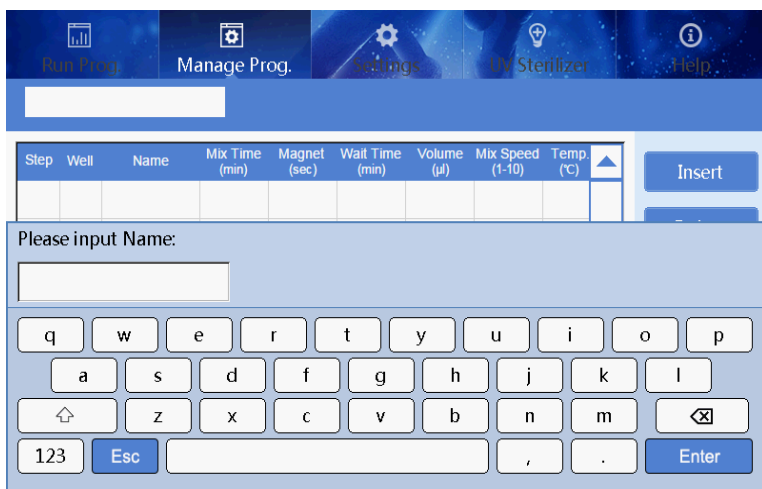 Run Prog.
Manage Prog.
Settings
UV Sterilizer
Help
Step Well Name Mix Time (min) Magnet (sec) Wait Time (min) Volume (μl) Mix Speed (1-10) Temp. (℃)
Insert
Please input Name:
q w e r t y u i o p
a s d f g h j k l
z x c v b n m
123 Esc , . Enter